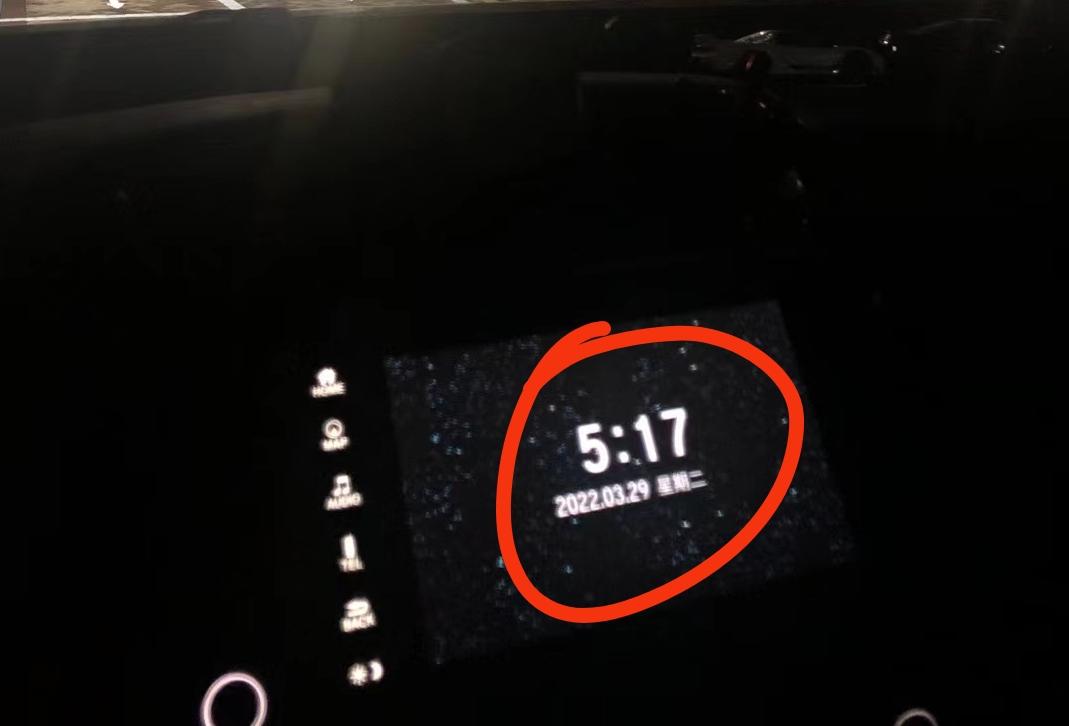 HOME
MAP
AUDIO
TEL
BACK
5:17
2022.03.29 星期二